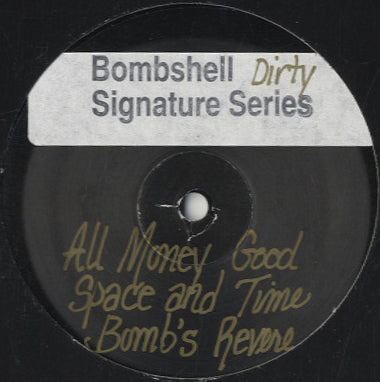 Bombshell Dirty
Signature Series
All Money Good
Space and Time
Bomb's Revere